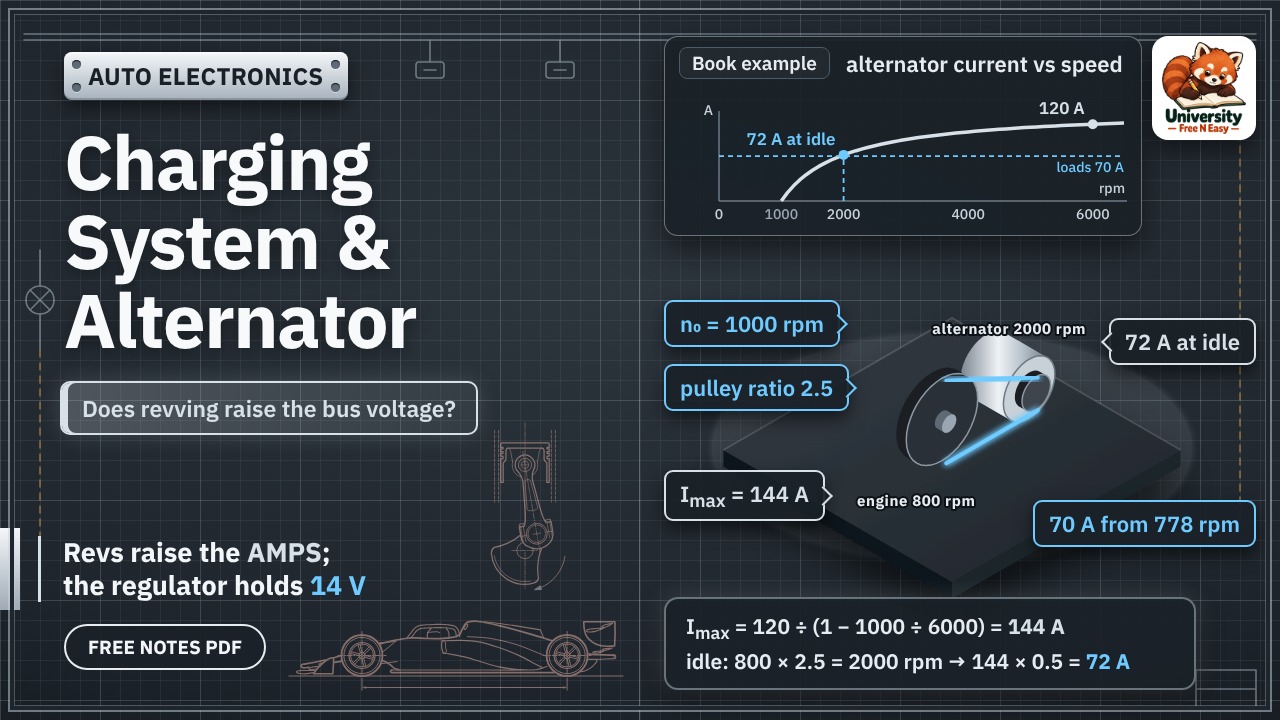 AUTO ELECTRONICS
Charging
System &
Alternator
Does revving raise the bus voltage?
Revs raise the AMPS;
the regulator holds 14 V
FREE NOTES PDF
Book example
alternator current vs speed
A
120 A
72 A at idle
loads 70 A
rpm
0 1000 2000 4000 6000
University
Free N Easy
n₀ = 1000 rpm
alternator 2000 rpm
72 A at idle
pulley ratio 2.5
Imax = 144 A
engine 800 rpm
70 A from 778 rpm
Imax = 120 ÷ (1 − 1000 ÷ 6000) = 144 A
idle: 800 × 2.5 = 2000 rpm → 144 × 0.5 = 72 A